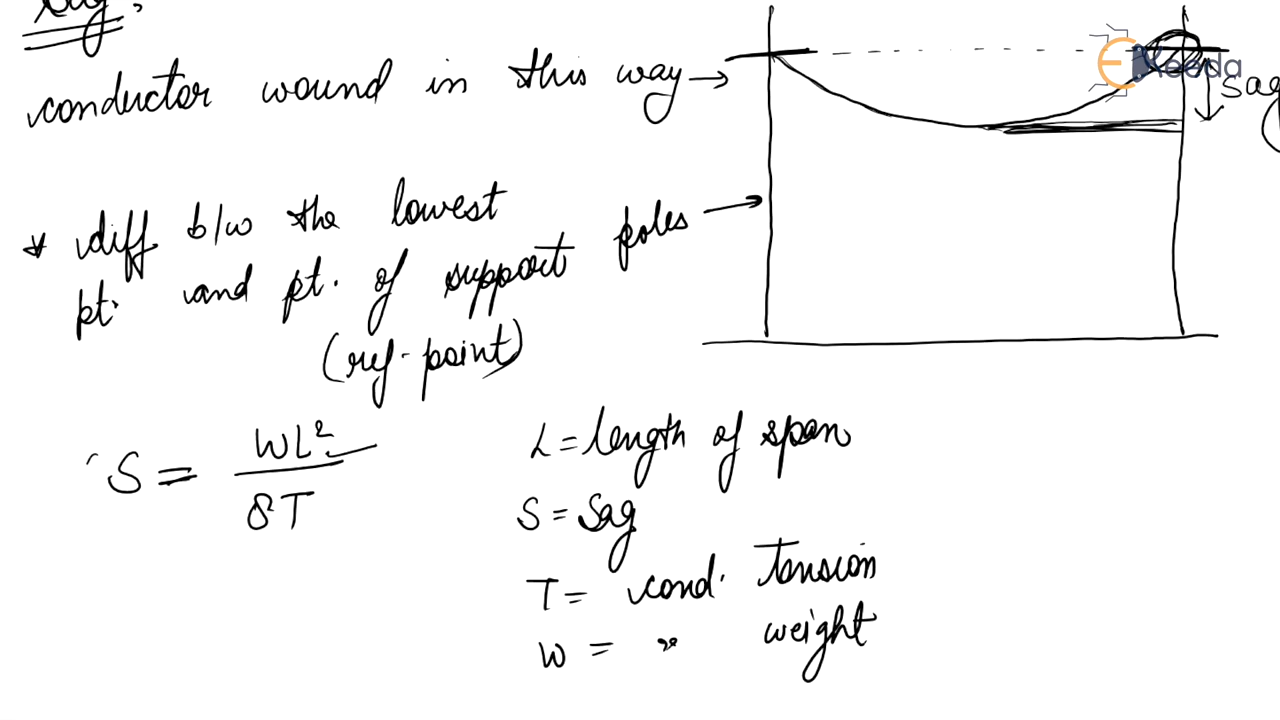 Sag:
conductor wound in this way →
Keeda
Sag
* diff b/w the lowest
pt. and pt. of support
(ref. point)
poles →
S = WL²/8T
L = length of span
S = Sag
T = cond. Tension
W = " weight